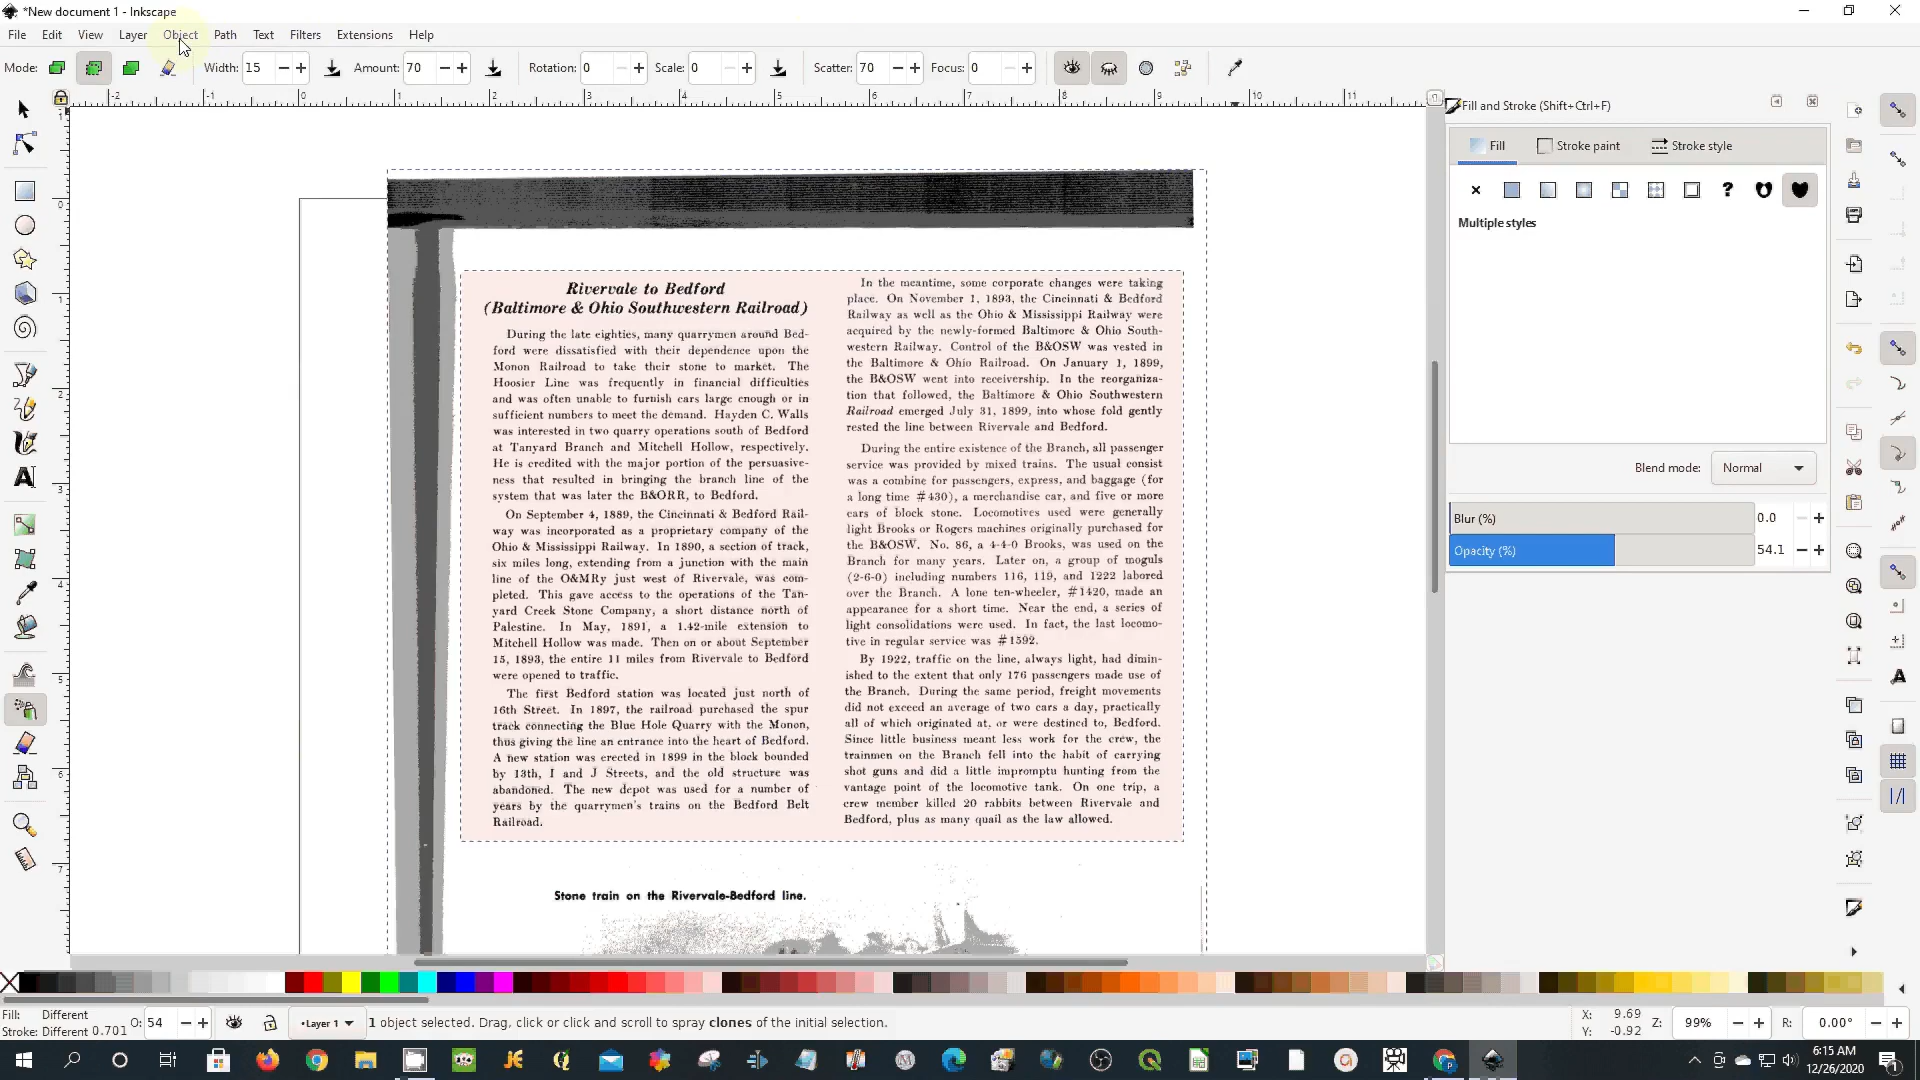 *New document 1 - Inkscape
File Edit View Layer Object Path Text Filters Extensions Help
Mode: Width: 15 Amount: 70 Rotation: 0 Scale: 0 Scatter: 70 Focus: 0
Fill and Stroke (Shift+Ctrl+F)
Fill Stroke paint Stroke style
Multiple styles
Blend mode: Normal
Blur (%) 0.0
Opacity (%) 54.1
Rivervale to Bedford
(Baltimore & Ohio Southwestern Railroad)
During the late eighties, many quarrymen around Bed-
ford were dissatisfied with their dependence upon the
Monon Railroad to take their stone to market. The
Hoosier Line was frequently in financial difficulties
and was often unable to furnish cars large enough or in
sufficient numbers to meet the demand. Hayden C. Walls
was interested in two quarry operations south of Bedford
at Tanyard Branch and Mitchell Hollow, respectively.
He is credited with the major portion of the persuasive-
ness that resulted in bringing the branch line of the
system that was later the B&ORR, to Bedford.
On September 4, 1889, the Cincinnati & Bedford Rail-
way was incorporated as a proprietary company of the
Ohio & Mississippi Railway. In 1890, a section of track,
six miles long, extending from a junction with the main
line of the O&MRy just west of Rivervale, was com-
pleted. This gave access to the operations of the Tan-
yard Creek Stone Company, a short distance north of
Palestine. In May, 1891, a 1.42-mile extension to
Mitchell Hollow was made. Then on or about September
15, 1893, the entire 11 miles from Rivervale to Bedford
were opened to traffic.
The first Bedford station was located just north of
16th Street. In 1897, the railroad purchased the spur
track connecting the Blue Hole Quarry with the Monon,
thus giving the line an entrance into the heart of Bedford.
A new station was erected in 1899 in the block bounded
by 13th, I and J Streets, and the old structure was
abandoned. The new depot was used for a number of
years by the quarrymen's trains on the Bedford Belt
Railroad.
In the meantime, some corporate changes were taking
place. On November 1, 1893, the Cincinnati & Bedford
Railway as well as the Ohio & Mississippi Railway were
acquired by the newly-formed Baltimore & Ohio South-
western Railway. Control of the B&OSW was vested in
the Baltimore & Ohio Railroad. On January 1, 1899,
the B&OSW went into receivership. In the reorganiza-
tion that followed, the Baltimore & Ohio Southwestern
Railroad emerged July 31, 1899, into whose fold gently
rested the line between Rivervale and Bedford.
During the entire existence of the Branch, all passenger
service was provided by mixed trains. The usual consist
was a combine for passengers, express, and baggage (for
a long time #430), a merchandise car, and five or more
cars of block stone. Locomotives used were generally
light Brooks or Rogers machines originally purchased for
the B&OSW. No. 86, a 4-4-0 Brooks, was used on the
Branch for many years. Later on, a group of moguls
(2-6-0) including numbers 116, 119, and 1222 labored
over the Branch. A lone ten-wheeler, #1420, made an
appearance for a short time. Near the end, a series of
light consolidations were used. In fact, the last locomo-
tive in regular service was #1592.
By 1922, traffic on the line, always light, had dimin-
ished to the extent that only 176 passengers made use of
the Branch. During the same period, freight movements
did not exceed an average of two cars a day, practically
all of which originated at, or were destined to, Bedford.
Since little business meant less work for the crew, the
trainmen on the Branch fell into the habit of carrying
shot guns and did a little impromptu hunting from the
vantage point of the locomotive tank. On one trip, a
crew member killed 20 rabbits between Rivervale and
Bedford, plus as many quail as the law allowed.
Stone train on the Rivervale-Bedford line.
Fill: Different
Stroke: Different 0.701 O: 54 •Layer 1 1 object selected. Drag, click or click and scroll to spray clones of the initial selection.
X: 9.69
Y: -0.92 Z: 99% R: 0.00°
6:15 AM
12/26/2020